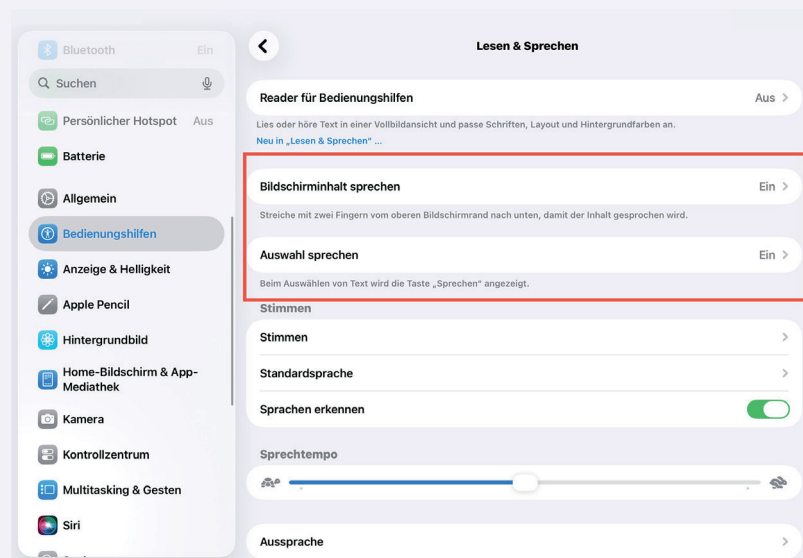 Bluetooth Ein
Suchen
Persönlicher Hotspot Aus
Batterie
Allgemein
Bedienungshilfen
Anzeige & Helligkeit
Apple Pencil
Hintergrundbild
Home-Bildschirm & App-
Mediathek
Kamera
Kontrollzentrum
Multitasking & Gesten
Siri
Lesen & Sprechen
Reader für Bedienungshilfen Aus
Lies oder höre Text in einer Vollbildansicht und passe Schriften, Layout und Hintergrundfarben an.
Neu in „Lesen & Sprechen“ ...
Bildschirminhalt sprechen Ein
Streiche mit zwei Fingern vom oberen Bildschirmrand nach unten, damit der Inhalt gesprochen wird.
Auswahl sprechen Ein
Beim Auswählen von Text wird die Taste „Sprechen“ angezeigt.
Stimmen
Stimmen
Standardsprache
Sprachen erkennen
Sprechtempo
Aussprache